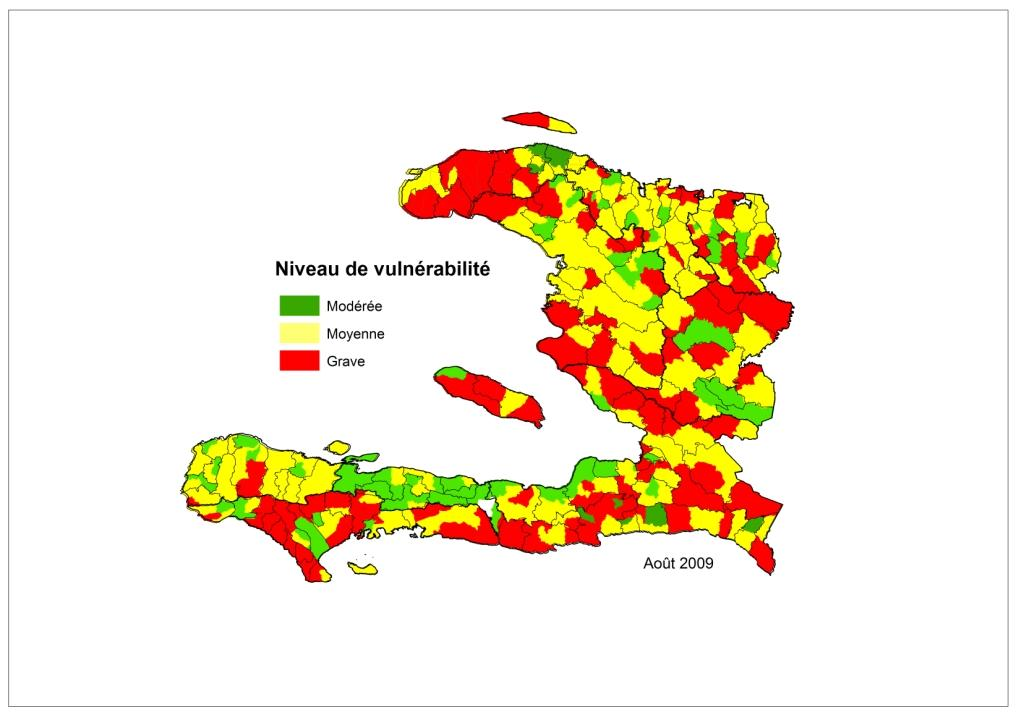 Niveau de vulnérabilité
Modérée
Moyenne
Grave
Août 2009